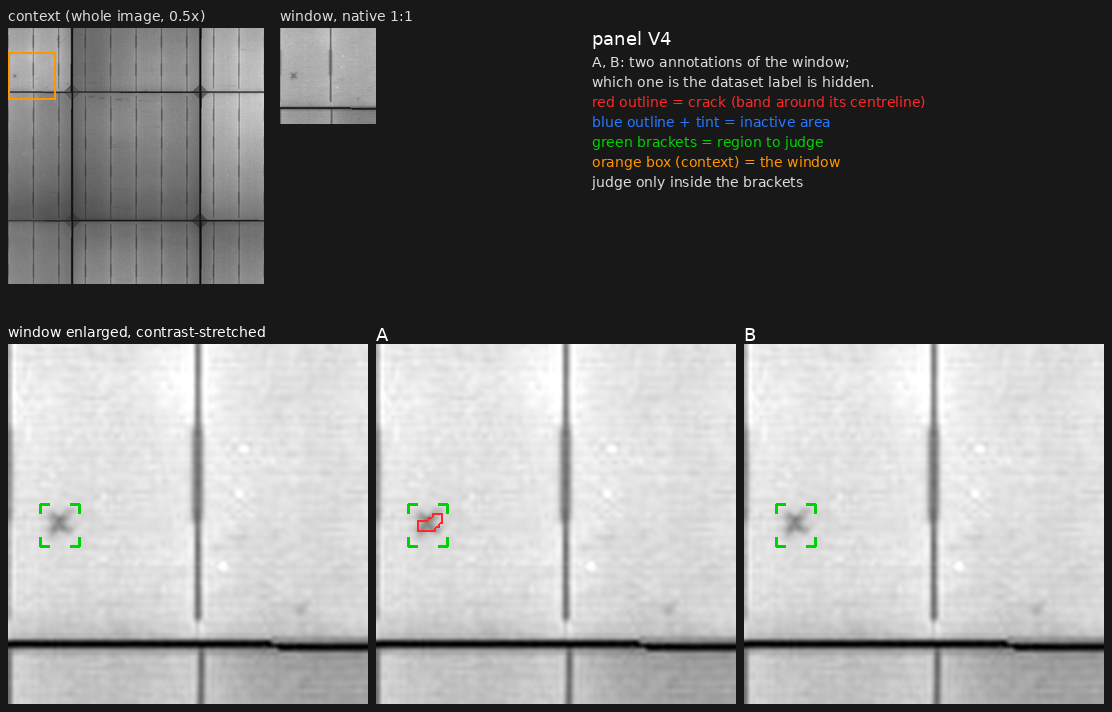 context (whole image, 0.5x)
window, native 1:1
panel V4
A, B: two annotations of the window;
which one is the dataset label is hidden.
red outline = crack (band around its centreline)
blue outline + tint = inactive area
green brackets = region to judge
orange box (context) = the window
judge only inside the brackets
window enlarged, contrast-stretched
A
B